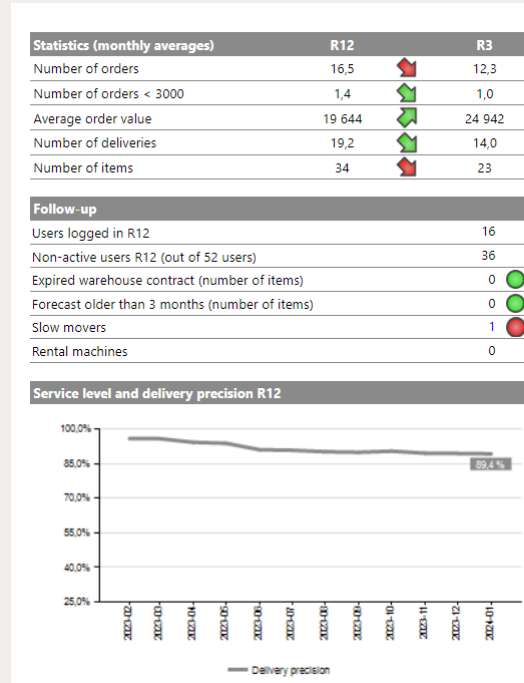 Statistics (monthly averages) R12 R3
Number of orders 16,5 12,3
Number of orders < 3000 1,4 1,0
Average order value 19 644 24 942
Number of deliveries 19,2 14,0
Number of items 34 23
Follow-up
Users logged in R12 16
Non-active users R12 (out of 52 users) 36
Expired warehouse contract (number of items) 0
Forecast older than 3 months (number of items) 0
Slow movers 1
Rental machines 0
Service level and delivery precision R12
100,0%
85,0%
89,4 %
70,0%
55,0%
40,0%
25,0%
2023-02 2023-03 2023-04 2023-05 2023-06 2023-07 2023-08 2023-09 2023-10 2023-11 2023-12 2024-01
Delivery precision